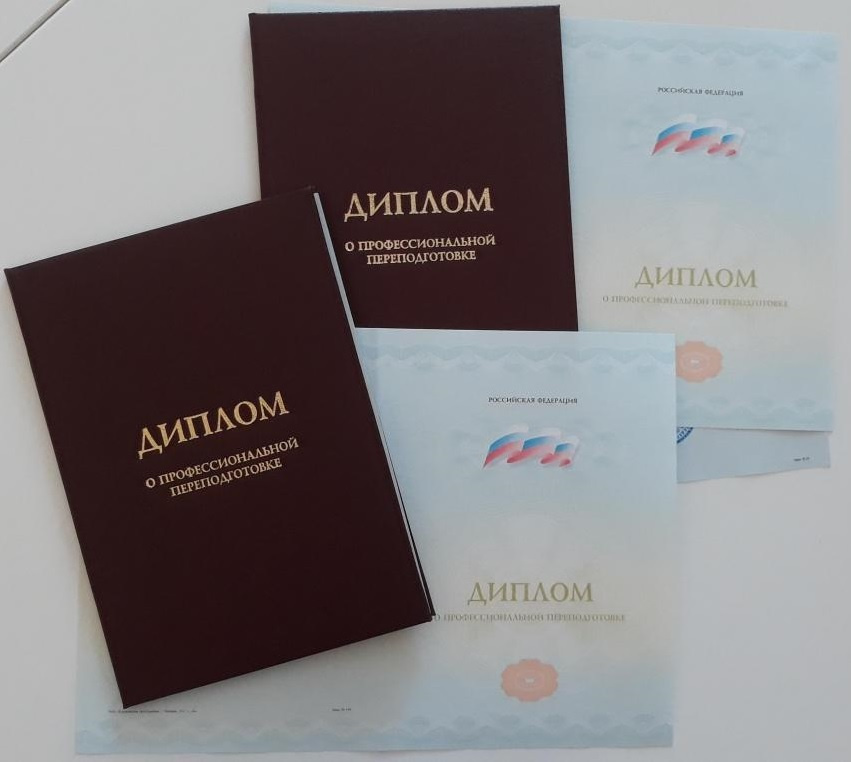 ДИПЛОМ
О ПРОФЕССИОНАЛЬНОЙ
ПЕРЕПОДГОТОВКЕ
РОССИЙСКАЯ ФЕДЕРАЦИЯ
ДИПЛОМ
О ПРОФЕССИОНАЛЬНОЙ ПЕРЕПОДГОТОВКЕ
ДИПЛОМ
О ПРОФЕССИОНАЛЬНОЙ
ПЕРЕПОДГОТОВКЕ
РОССИЙСКАЯ ФЕДЕРАЦИЯ
ДИПЛОМ
О ПРОФЕССИОНАЛЬНОЙ ПЕРЕПОДГОТОВКЕ